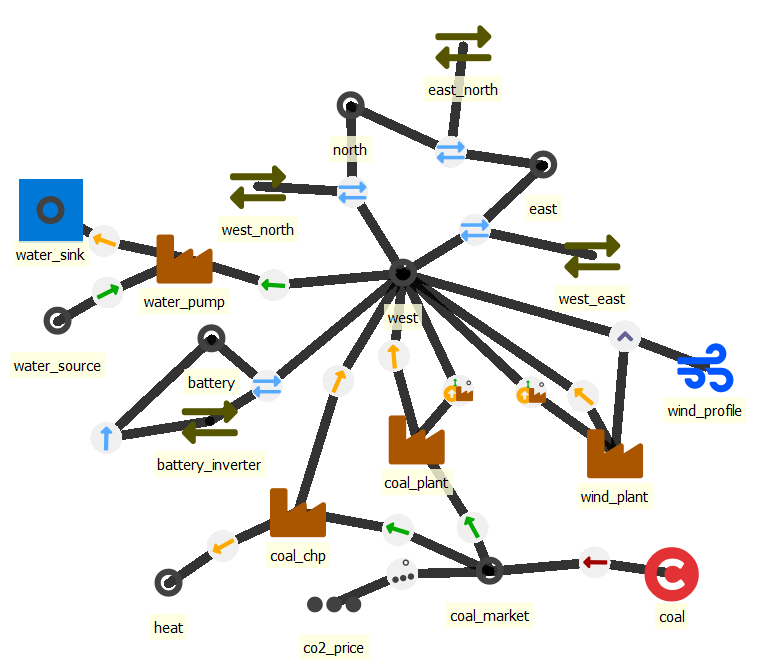 east_north
north
east
west_north
water_sink
west_east
water_pump
west
water_source
battery
wind_profile
battery_inverter
coal_plant
wind_plant
coal_chp
C
coal_market
coal
heat
co2_price